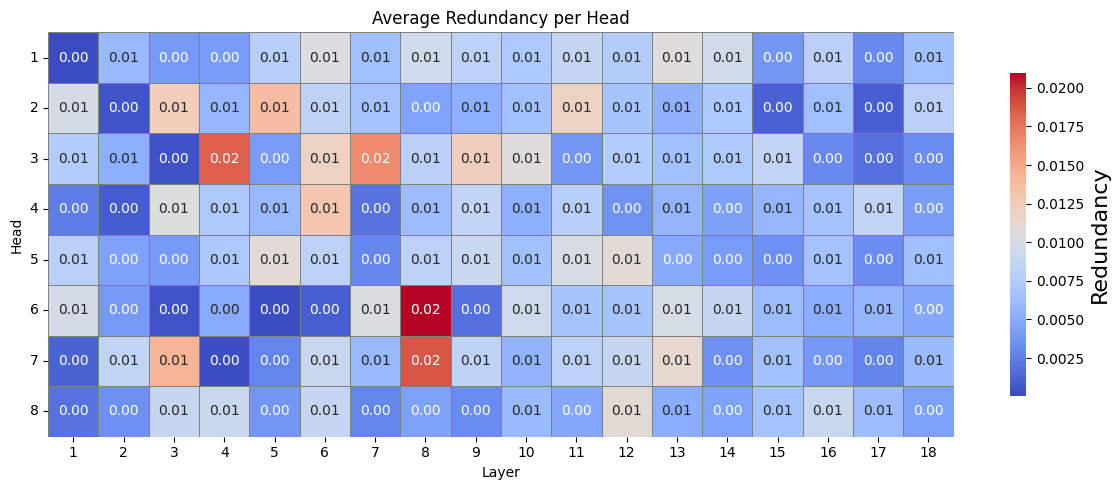 Average Redundancy per Head
1 0.00 0.01 0.00 0.00 0.01 0.01 0.01 0.01 0.01 0.01 0.01 0.01 0.01 0.01 0.00 0.01 0.00 0.01
2 0.01 0.00 0.01 0.01 0.01 0.01 0.01 0.00 0.01 0.01 0.01 0.01 0.01 0.01 0.00 0.01 0.00 0.01
3 0.01 0.01 0.00 0.02 0.00 0.01 0.02 0.01 0.01 0.01 0.00 0.01 0.01 0.01 0.01 0.00 0.00 0.00
4 0.00 0.00 0.01 0.01 0.01 0.01 0.00 0.01 0.01 0.01 0.01 0.00 0.01 0.00 0.01 0.01 0.01 0.00
5 0.01 0.00 0.00 0.01 0.01 0.01 0.00 0.01 0.01 0.01 0.01 0.01 0.00 0.00 0.00 0.01 0.00 0.01
6 0.01 0.00 0.00 0.00 0.00 0.00 0.01 0.02 0.00 0.01 0.01 0.01 0.01 0.01 0.01 0.01 0.01 0.00
7 0.00 0.01 0.01 0.00 0.00 0.01 0.01 0.02 0.01 0.01 0.01 0.01 0.01 0.00 0.01 0.00 0.00 0.01
8 0.00 0.00 0.01 0.01 0.00 0.01 0.00 0.00 0.00 0.01 0.00 0.01 0.01 0.00 0.01 0.01 0.01 0.00
1 2 3 4 5 6 7 8 9 10 11 12 13 14 15 16 17 18
Layer
Head
0.0200
0.0175
0.0150
0.0125
0.0100
0.0075
0.0050
0.0025
Redundancy